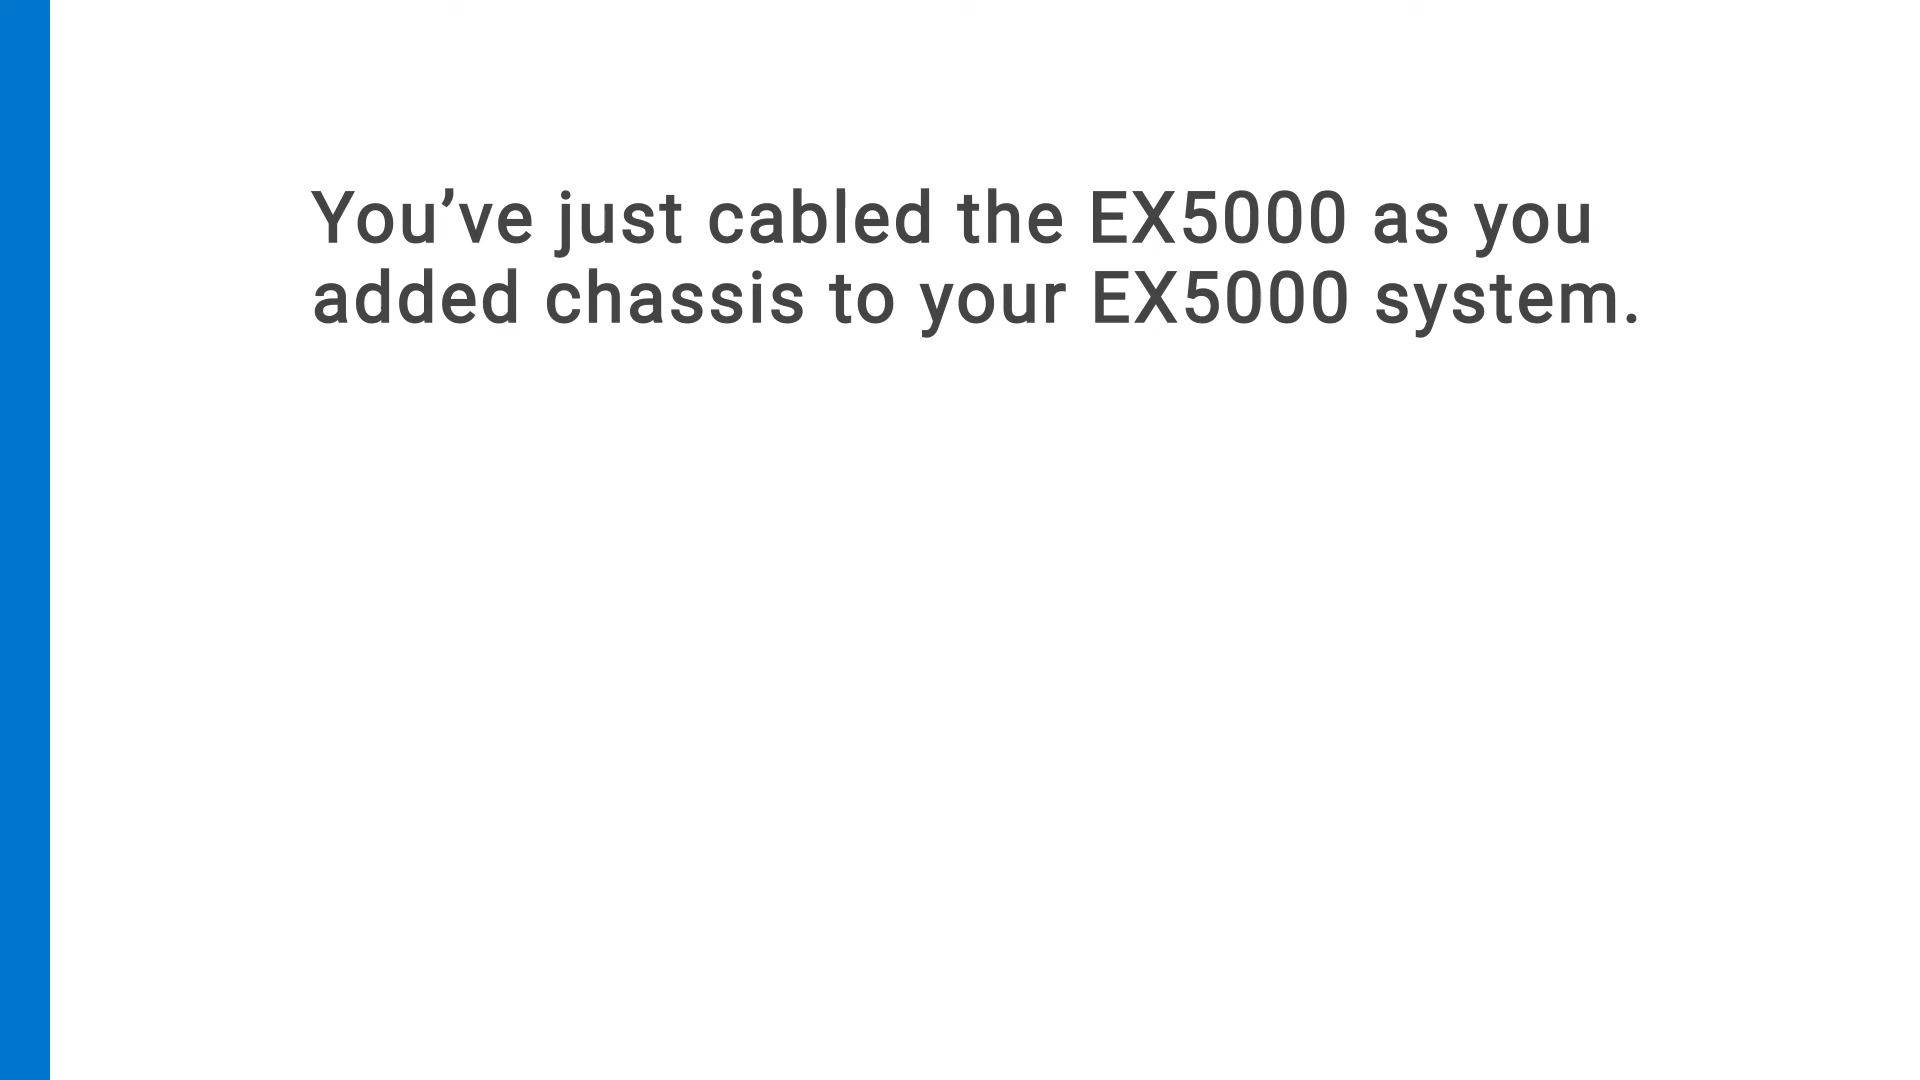 You’ve just cabled the EX5000 as you
added chassis to your EX5000 system.